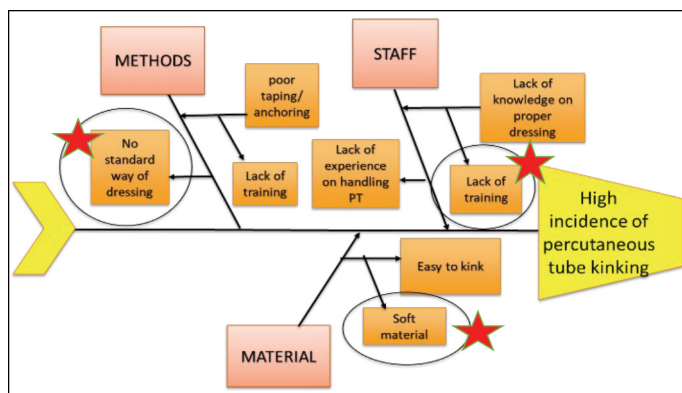 METHODS
poor
taping/
anchoring
No
standard
way of
dressing
Lack of
training
STAFF
Lack of
knowledge on
proper
dressing
Lack of
experience
on handling
PT
Lack of
training
High
incidence of
percutaneous
tube kinking
Easy to kink
Soft
material
MATERIAL